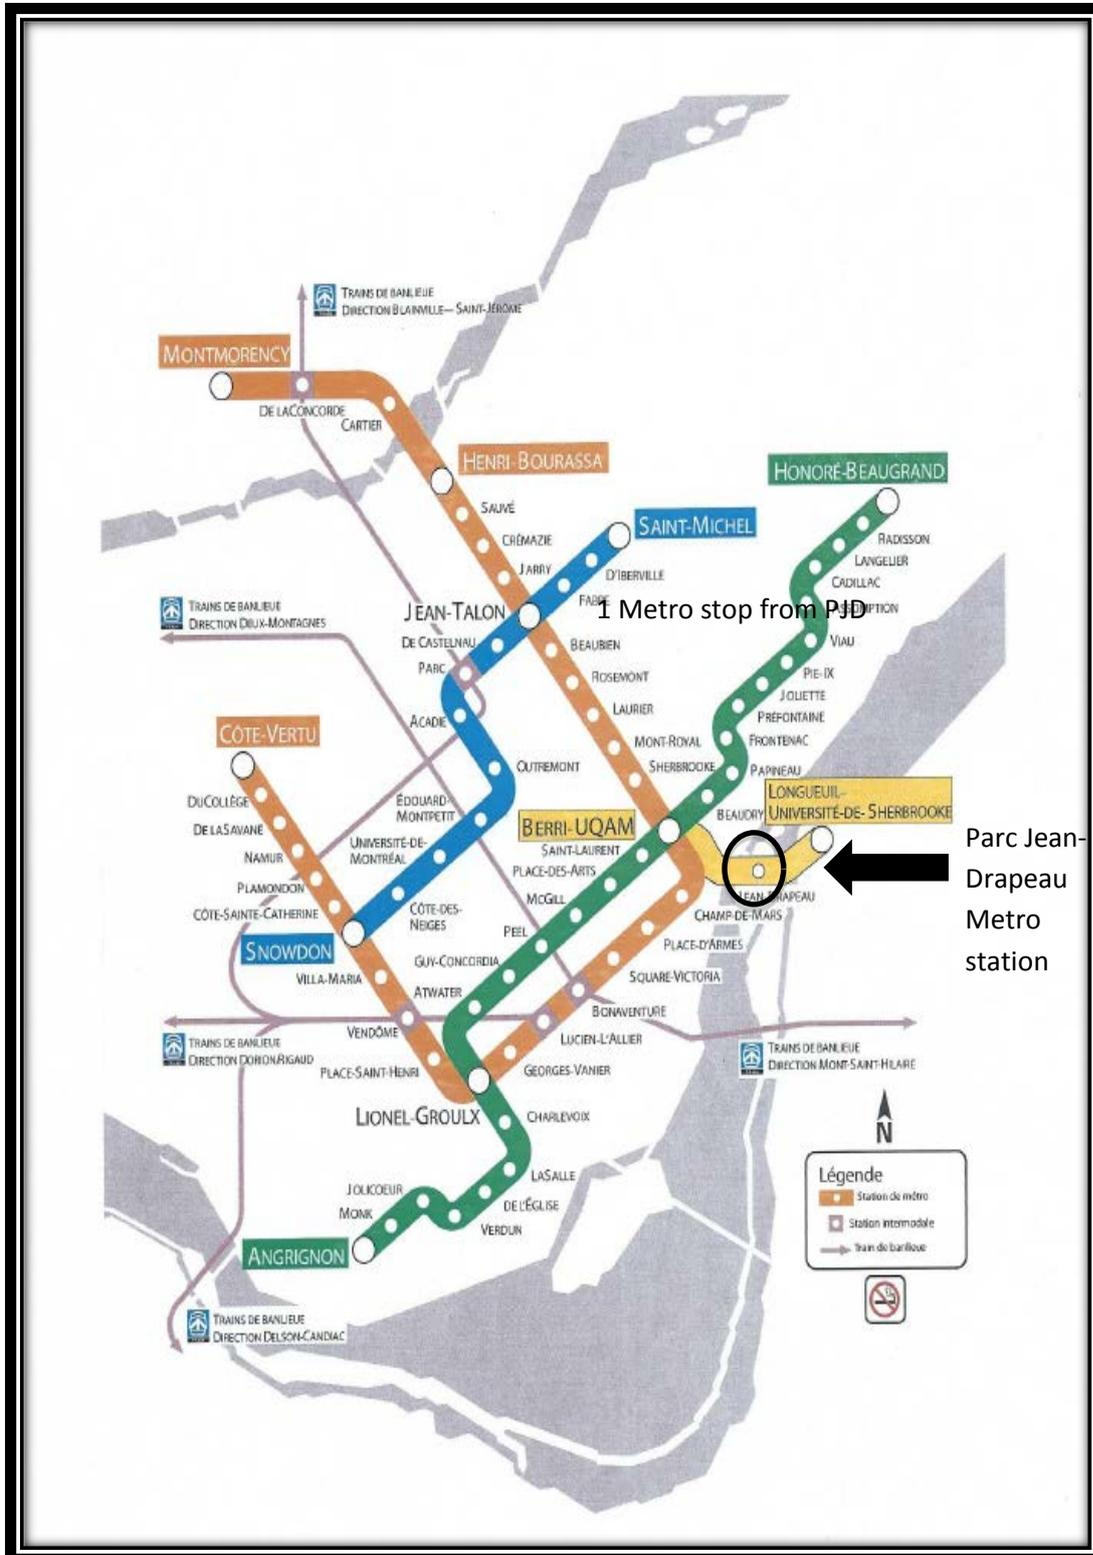 TRAINS DE BANLIEUE
DIRECTION BLAINVILLE— SAINT-JÉRÔME
MONTMORENCY
DE LA CONCORDE
CARTIER
HENRI-BOURASSA
HONORÉ-BEAUGRAND
SAUVÉ
SAINT-MICHEL
CRÉMAZIE
RADISSON
LANGELIER
JARRY
D'IBERVILLE
CADILLAC
FABRE
TRAINS DE BANLIEUE
DIRECTION DEUX-MONTAGNES
JEAN-TALON
1 Metro stop from PJD
ASSOMPTION
DE CASTELNAU
BEAUBIEN
VIAU
PARC
ROSEMONT
PIE-IX
JOLIETTE
LAURIER
PRÉFONTAINE
ACADIE
CÔTE-VERTU
MONT-ROYAL
FRONTENAC
OUTREMONT
SHERBROOKE
PAPINEAU
DU COLLÈGE
ÉDOUARD-
MONTPETIT
LONGUEUIL-
UNIVERSITÉ-DE- SHERBROOKE
BEAUDRY
DE LA SAVANE
BERRI-UQAM
UNIVERSITÉ-DE-
MONTRÉAL
SAINT-LAURENT
Parc Jean-
Drapeau
Metro
station
NAMUR
PLACE-DES-ARTS
PLAMONDON
MCGILL
JEAN-DRAPEAU
CÔTE-SAINTE-CATHERINE
CÔTE-DES-
NEIGES
CHAMP-DE-MARS
PEEL
SNOWDON
PLACE-D'ARMES
GUY-CONCORDIA
VILLA-MARIA
SQUARE-VICTORIA
ATWATER
BONAVENTURE
VENDÔME
LUCIEN-L'ALLIER
TRAINS DE BANLIEUE
DIRECTION DORION/RIGAUD
TRAINS DE BANLIEUE
DIRECTION MONT-SAINT-HILAIRE
PLACE-SAINT-HENRI
GEORGES-VANIER
LIONEL-GROULX
CHARLEVOIX
N
LASALLE
Légende
Station de métro
Station intermodale
Train de banlieue
JOLICOEUR
DE L'ÉGLISE
MONK
VERDUN
ANGRIGNON
TRAINS DE BANLIEUE
DIRECTION DELSON-CANDIAC